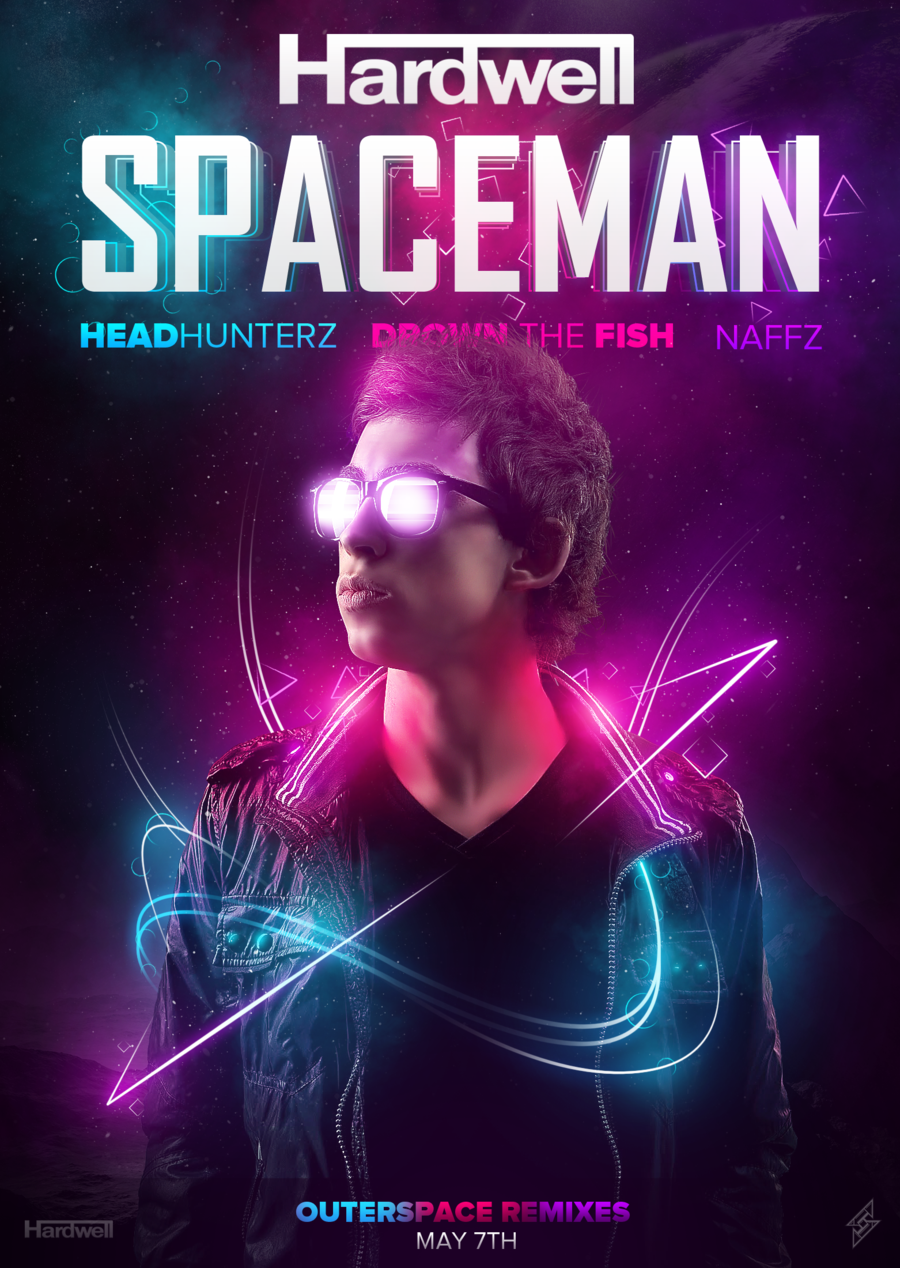 Hardwell
SPACEMAN
HEADHUNTERZ DROWN THE FISH NAFFZ
OUTERSPACE REMIXES
MAY 7TH
Hardwell